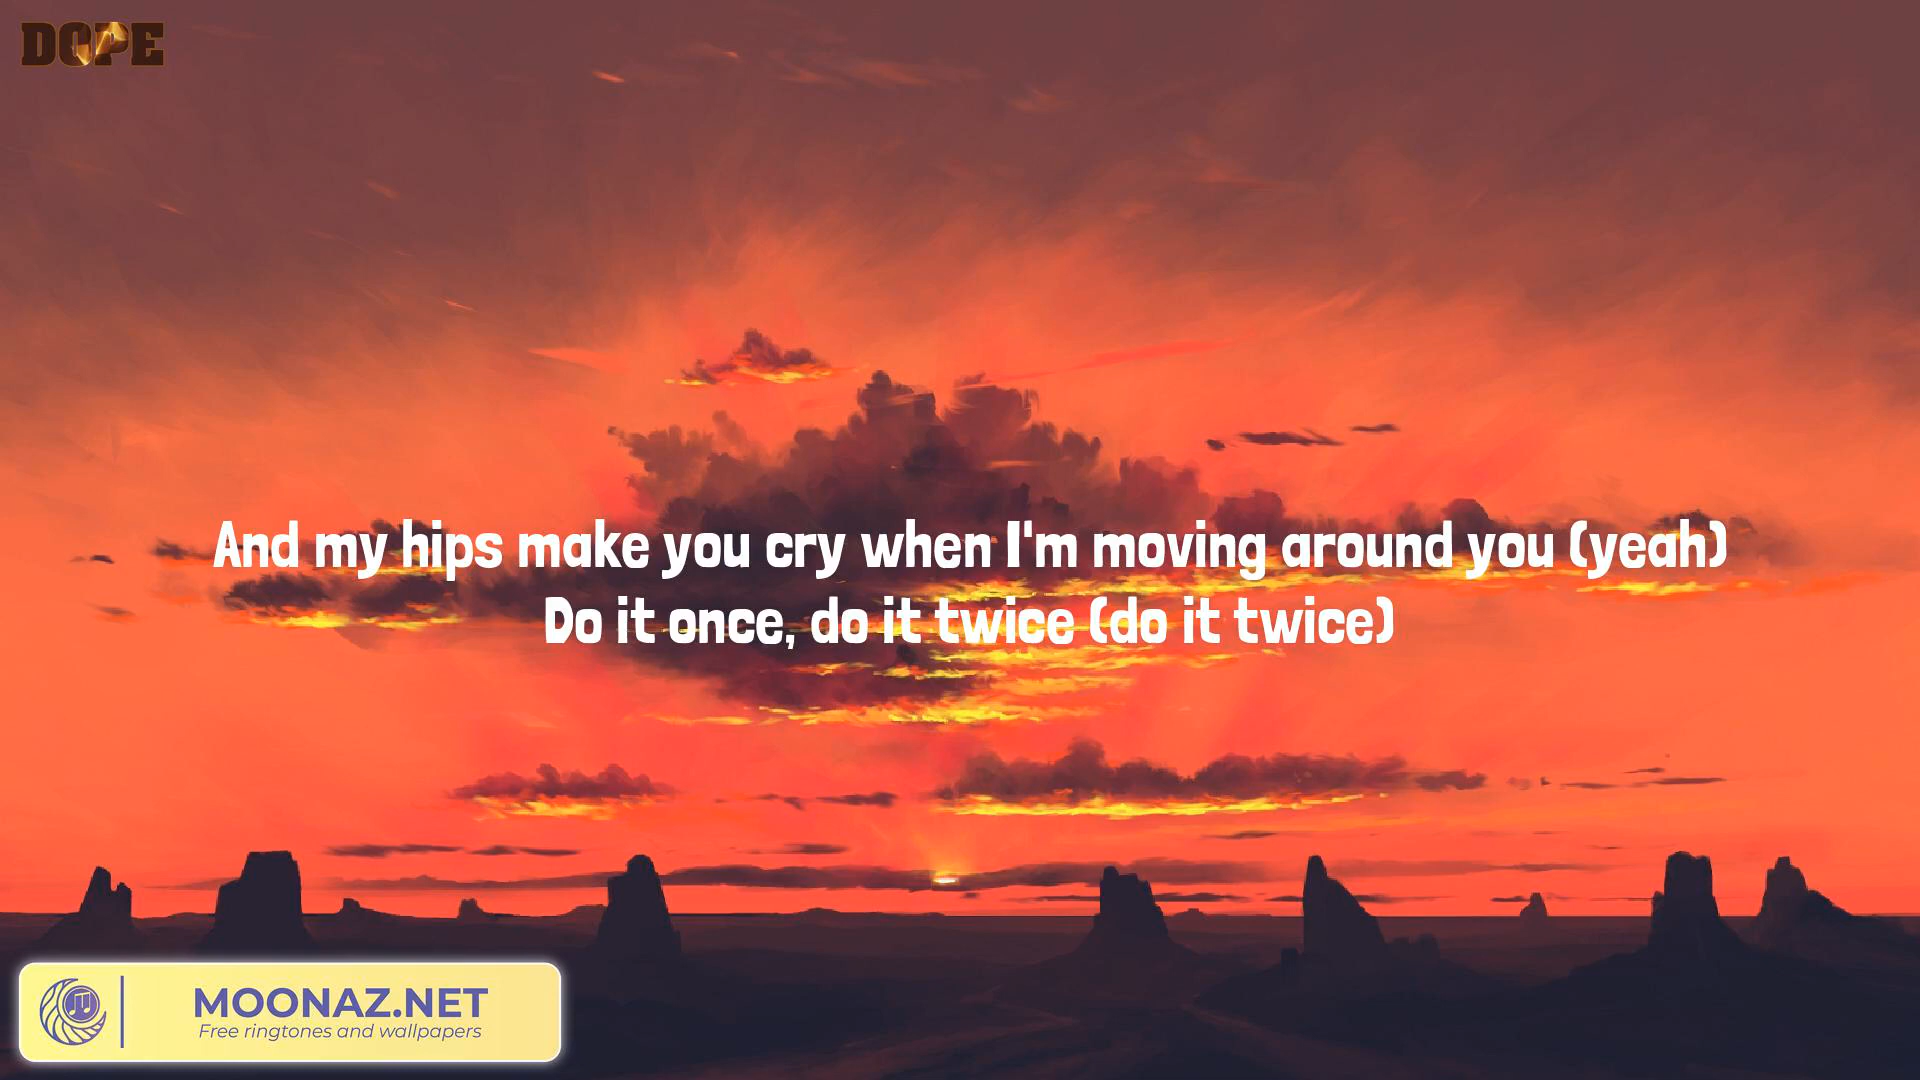 DOPE
And my hips make you cry when I'm moving around you (yeah)
Do it once, do it twice (do it twice)
MOONAZ.NET
Free ringtones and wallpapers